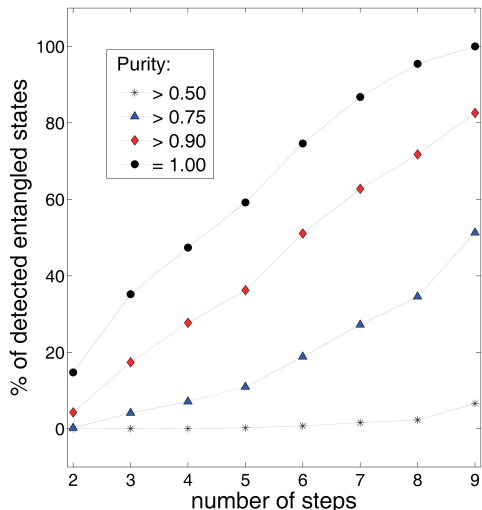 100
80
60
40
20
0
% of detected entangled states
Purity:
> 0.50
> 0.75
> 0.90
= 1.00
2 3 4 5 6 7 8 9
number of steps